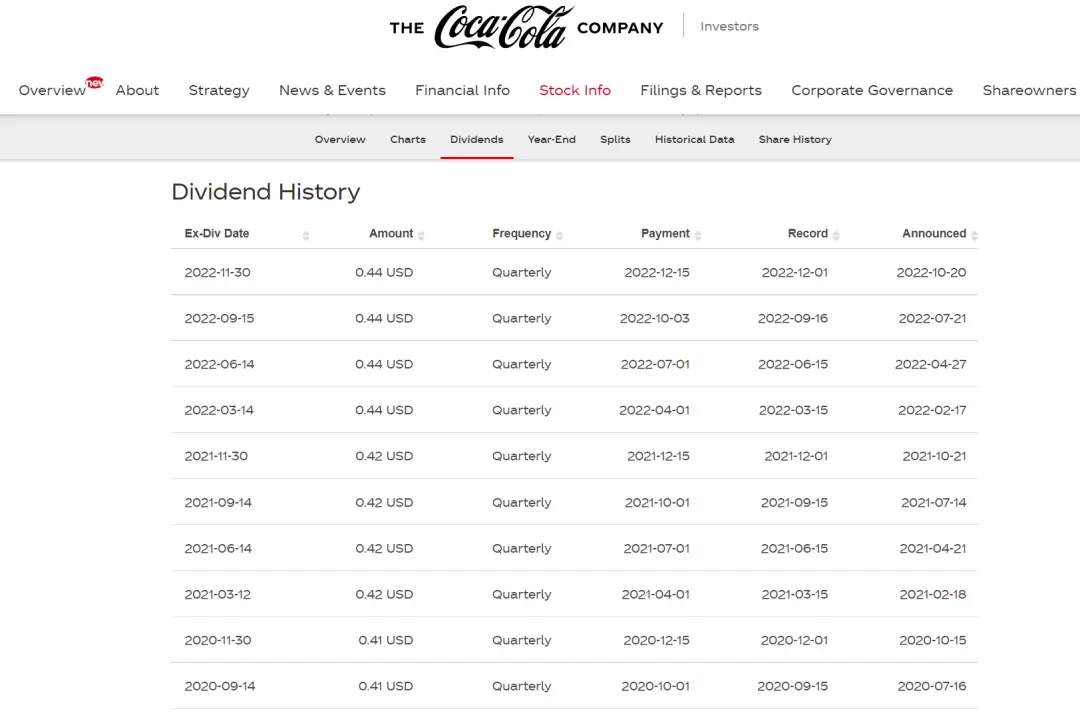 THE Coca-Cola COMPANY Investors
Overview new About Strategy News & Events Financial Info Stock Info Filings & Reports Corporate Governance Shareowners
Overview Charts Dividends Year-End Splits Historical Data Share History
Dividend History
Ex-Div Date Amount Frequency Payment Record Announced
2022-11-30 0.44 USD Quarterly 2022-12-15 2022-12-01 2022-10-20
2022-09-15 0.44 USD Quarterly 2022-10-03 2022-09-16 2022-07-21
2022-06-14 0.44 USD Quarterly 2022-07-01 2022-06-15 2022-04-27
2022-03-14 0.44 USD Quarterly 2022-04-01 2022-03-15 2022-02-17
2021-11-30 0.42 USD Quarterly 2021-12-15 2021-12-01 2021-10-21
2021-09-14 0.42 USD Quarterly 2021-10-01 2021-09-15 2021-07-14
2021-06-14 0.42 USD Quarterly 2021-07-01 2021-06-15 2021-04-21
2021-03-12 0.42 USD Quarterly 2021-04-01 2021-03-15 2021-02-18
2020-11-30 0.41 USD Quarterly 2020-12-15 2020-12-01 2020-10-15
2020-09-14 0.41 USD Quarterly 2020-10-01 2020-09-15 2020-07-16